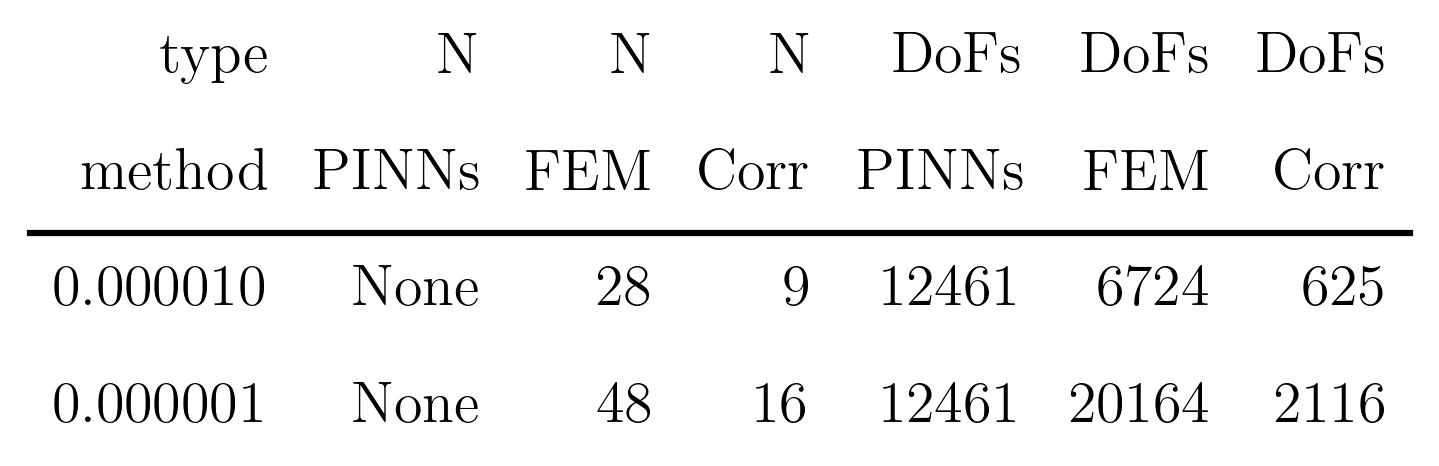 type N N N DoFs DoFs DoFs
method PINNs FEM Corr PINNs FEM Corr
0.000010 None 28 9 12461 6724 625
0.000001 None 48 16 12461 20164 2116